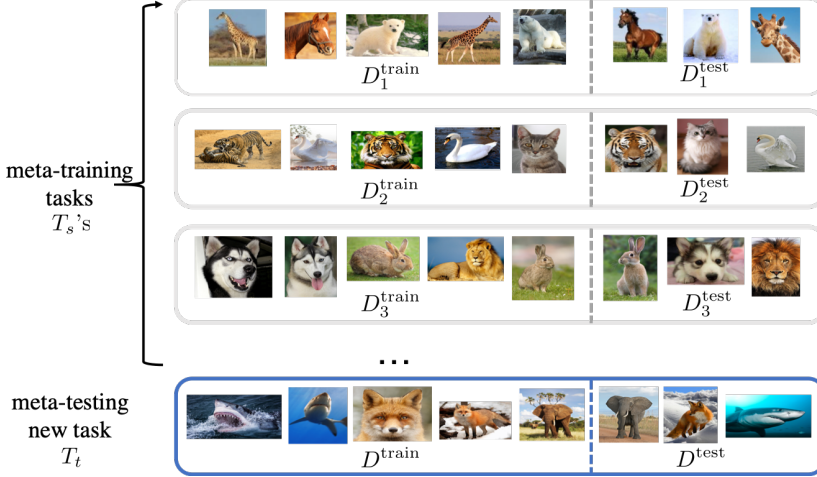 D_1^train
D_1^test
D_2^train
D_2^test
meta-training
tasks
T_s's
D_3^train
D_3^test
...
meta-testing
new task
T_t
D^train
D^test